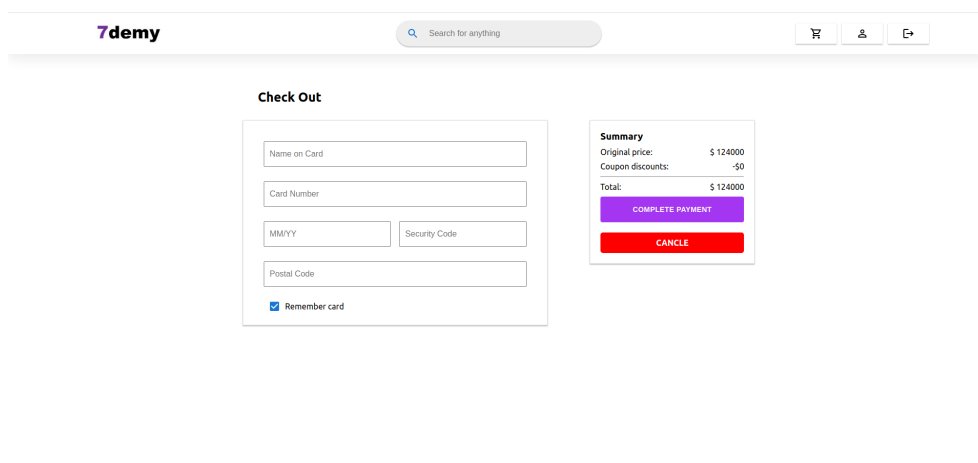 7demy
Search for anything
Check Out
Name on Card
Card Number
MM/YY
Security Code
Postal Code
Remember card
Summary
Original price: $ 124000
Coupon discounts: -$0
Total: $ 124000
COMPLETE PAYMENT
CANCLE